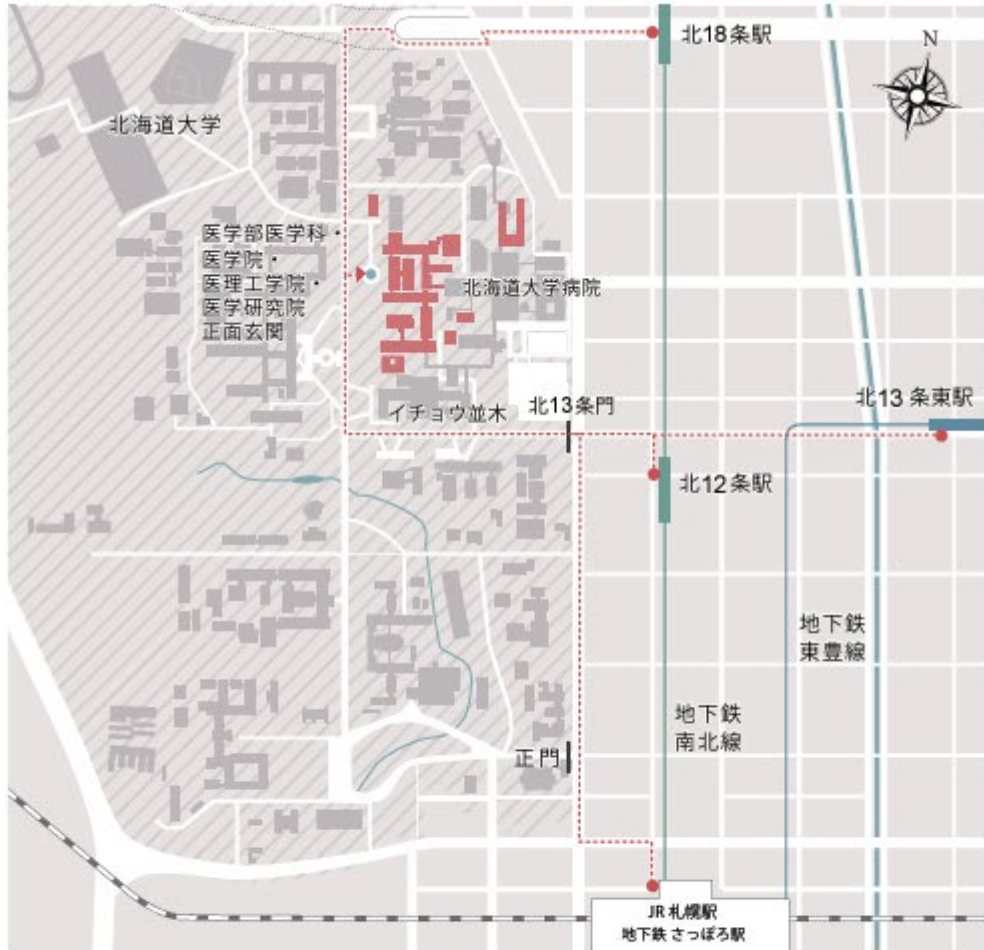 北18条駅
N
北海道大学
医学部医学科・
医学院・
医理工学院・
医学研究院
正面玄関
北海道大学病院
北13条東駅
イチョウ並木
北13条門
北12条駅
地下鉄
東豊線
地下鉄
南北線
正門
JR 札幌駅
地下鉄 さっぽろ駅